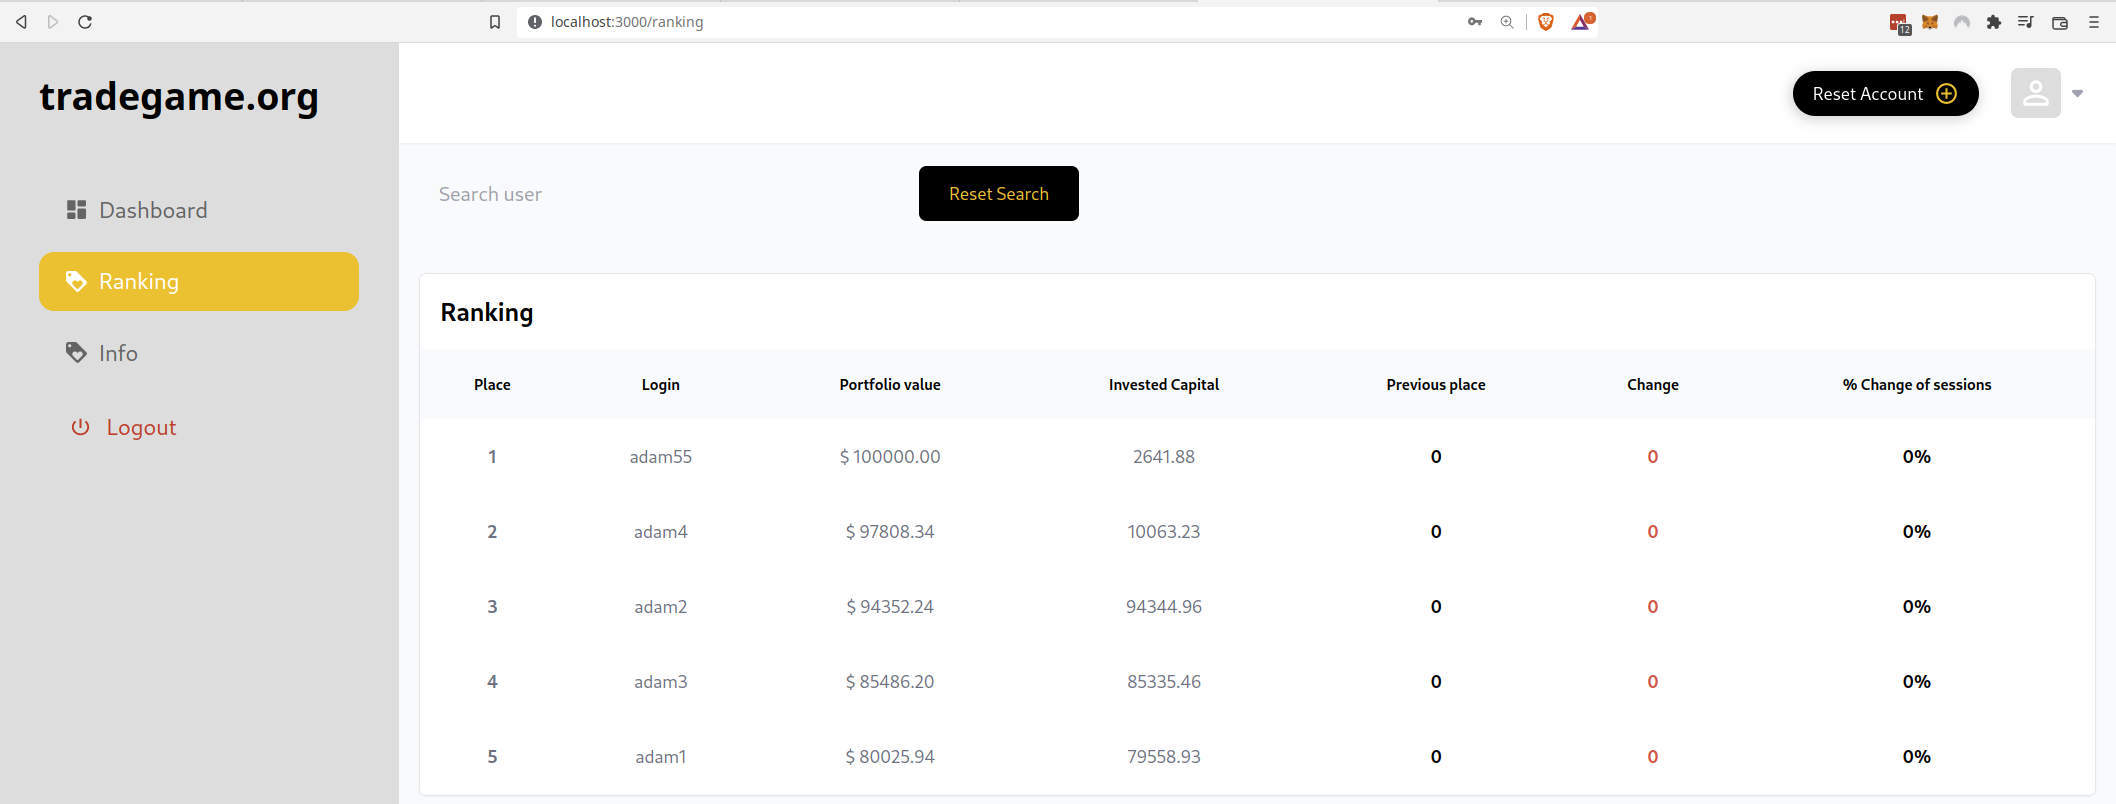 localhost:3000/ranking
12
tradegame.org
Reset Account
Dashboard
Ranking
Info
Logout
Search user
Reset Search
Ranking
Place Login Portfolio value Invested Capital Previous place Change % Change of sessions
1 adam55 $ 100000.00 2641.88 0 0 0%
2 adam4 $ 97808.34 10063.23 0 0 0%
3 adam2 $ 94352.24 94344.96 0 0 0%
4 adam3 $ 85486.20 85335.46 0 0 0%
5 adam1 $ 80025.94 79558.93 0 0 0%